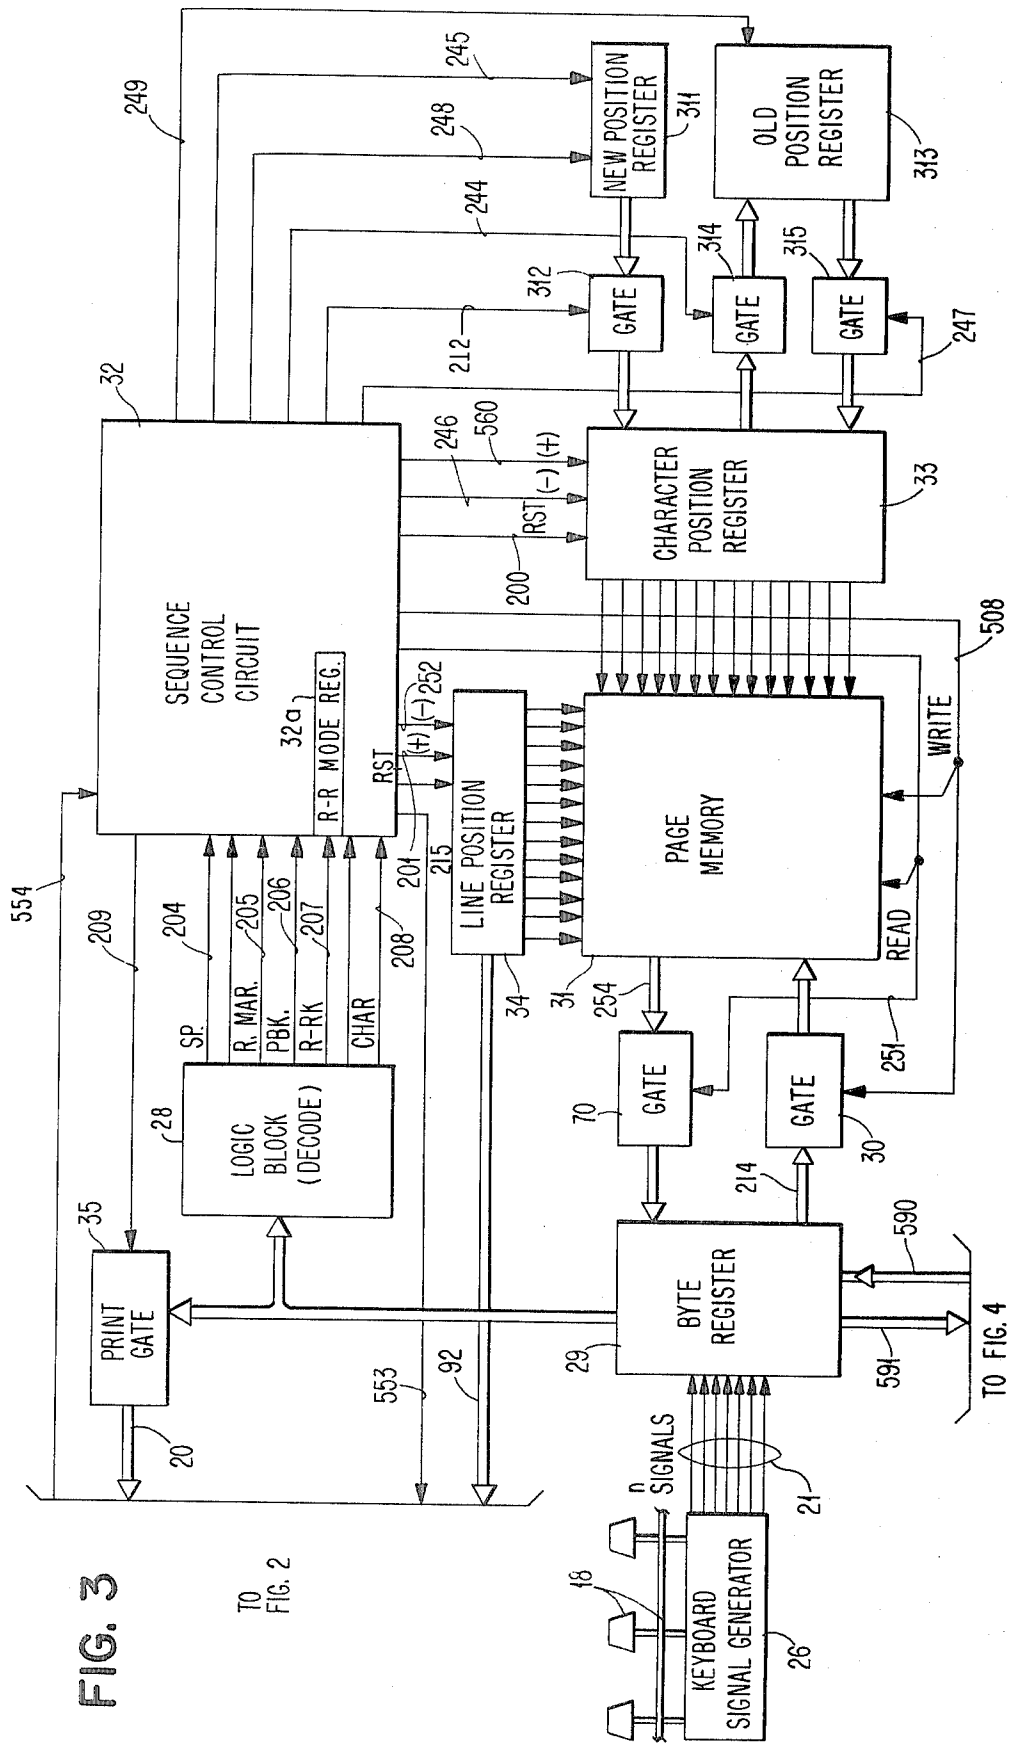 FIG. 3
TO
FIG. 2
554
209
249
32
245
248
244
212
35
PRINT
GATE
20
28
LOGIC
BLOCK
(DECODE)
SP.
204
R. MAR.
205
PBK.
206
R-RK
207
CHAR
208
SEQUENCE
CONTROL
CIRCUIT
32a
R-R MODE REG.
RST
(+)
(-)
252
201
215
200
RST
246
(-)
560
(+)
553
92
LINE POSITION
REGISTER
34
NEW POSITION
REGISTER
311
312
GATE
OLD
POSITION
REGISTER
313
314
GATE
315
GATE
247
CHARACTER
POSITION
REGISTER
33
31
PAGE
MEMORY
254
READ
WRITE
508
251
70
GATE
GATE
30
214
29
BYTE
REGISTER
590
591
TO FIG. 4
n
SIGNALS
21
18
KEYBOARD
SIGNAL GENERATOR
26